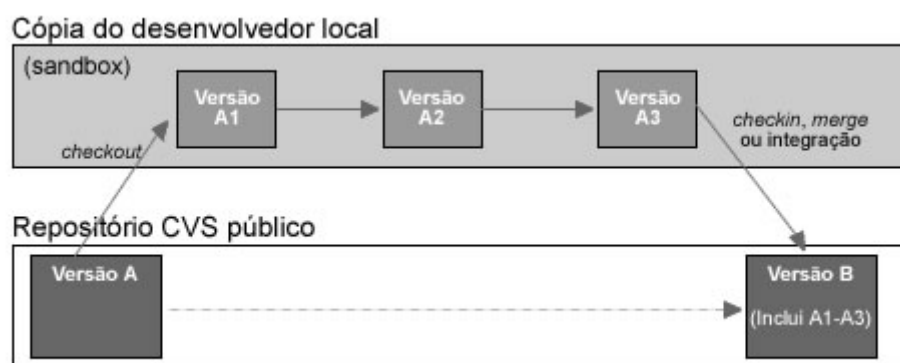 Cópia do desenvolvedor local
(sandbox)
Versão
A1
Versão
A2
Versão
A3
checkout
checkin, merge
ou integração
Repositório CVS público
Versão A
Versão B
(Inclui A1-A3)